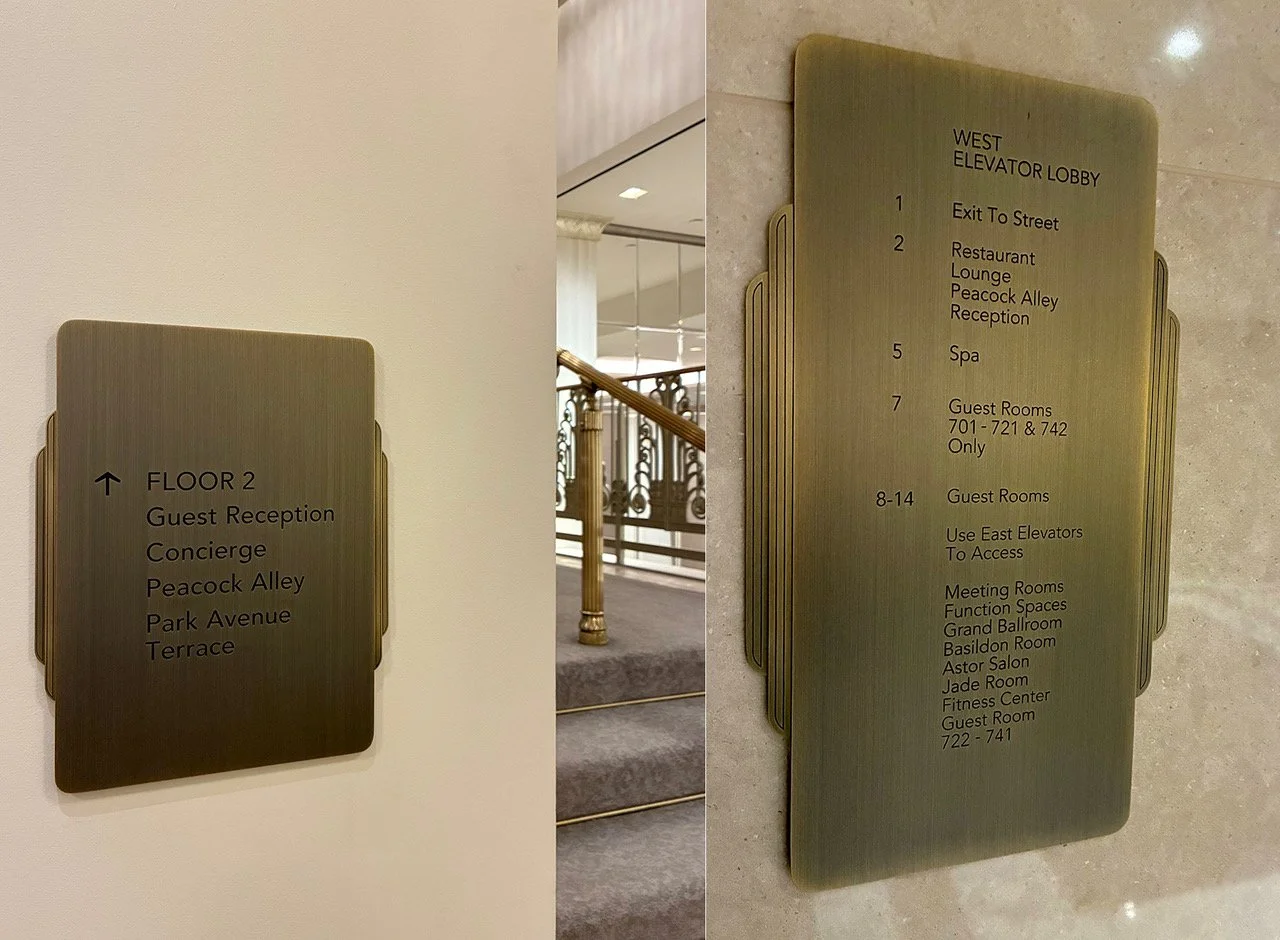 ↑ FLOOR 2
Guest Reception
Concierge
Peacock Alley
Park Avenue
Terrace
WEST
ELEVATOR LOBBY
1 Exit To Street
2 Restaurant
Lounge
Peacock Alley
Reception
5 Spa
7 Guest Rooms
701 - 721 & 742
Only
8-14 Guest Rooms
Use East Elevators
To Access
Meeting Rooms
Function Spaces
Grand Ballroom
Basildon Room
Astor Salon
Jade Room
Fitness Center
Guest Room
722 - 741